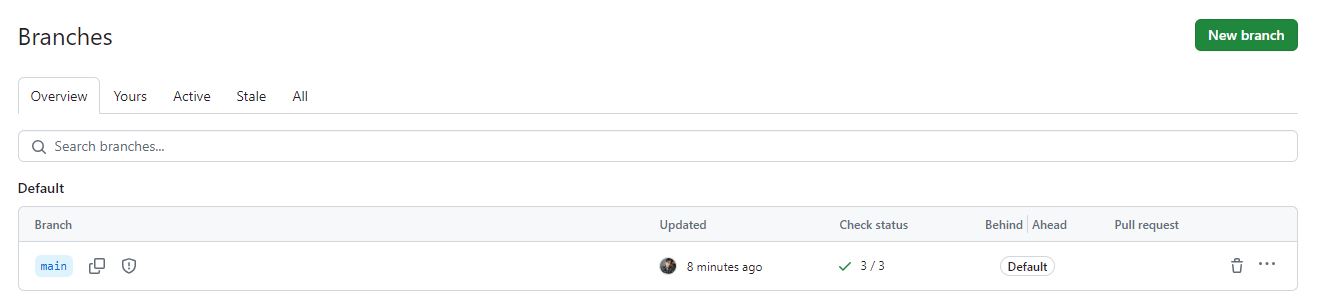 Branches
New branch
Overview Yours Active Stale All
Search branches...
Default
Branch Updated Check status Behind Ahead Pull request
main 8 minutes ago 3 / 3 Default